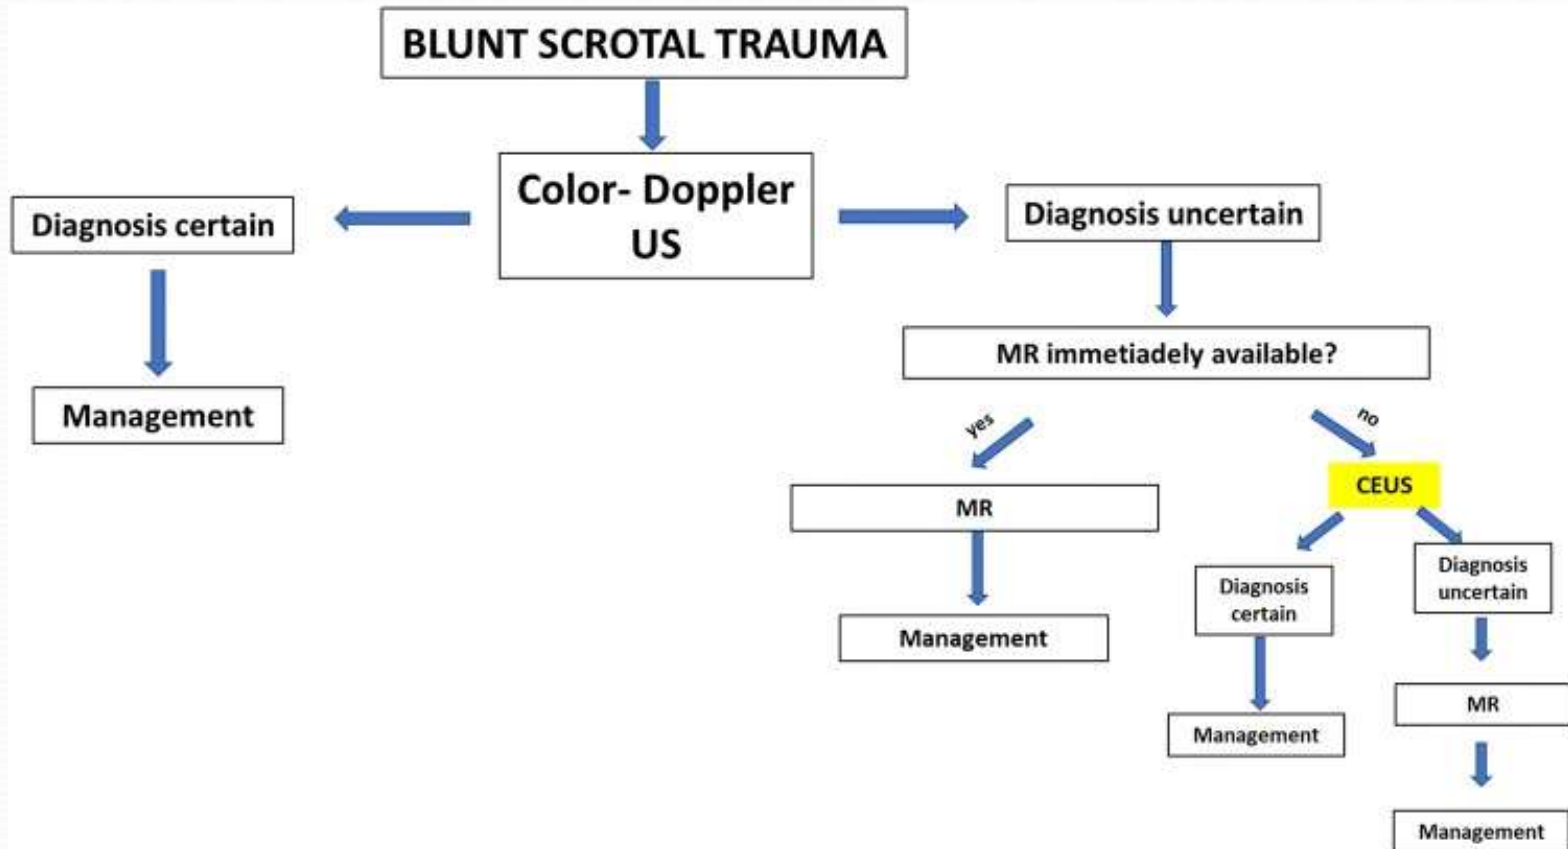 BLUNT SCROTAL TRAUMA
Color- Doppler
US
Diagnosis certain
Diagnosis uncertain
Management
MR immetiadely available?
yes
no
MR
CEUS
Management
Diagnosis
certain
Diagnosis
uncertain
Management
MR
Management